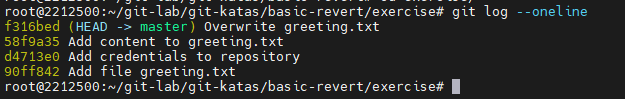 root@2212500:~/git-lab/git-katas/basic-revert/exercise# git log --oneline
f316bed (HEAD -> master) Overwrite greeting.txt
58f9a35 Add content to greeting.txt
d4713e0 Add credentials to repository
90ff842 Add file greeting.txt
root@2212500:~/git-lab/git-katas/basic-revert/exercise#